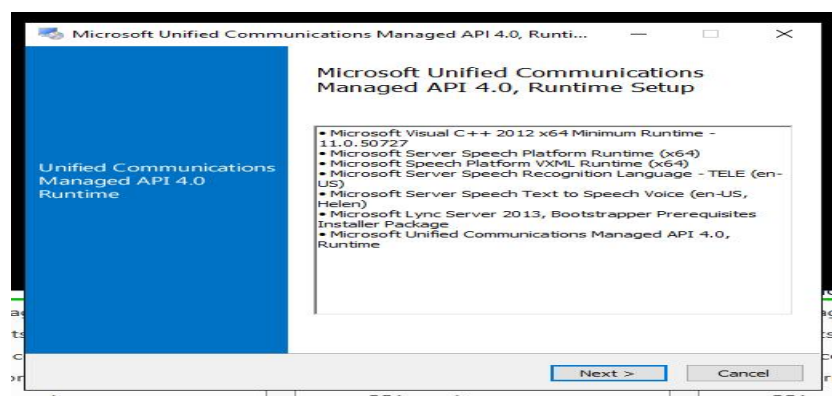 Microsoft Unified Communications Managed API 4.0, Runti...
Microsoft Unified Communications
Managed API 4.0, Runtime Setup
• Microsoft Visual C++ 2012 x64 Minimum Runtime -
11.0.50727
• Microsoft Server Speech Platform Runtime (x64)
• Microsoft Speech Platform VXML Runtime (x64)
• Microsoft Server Speech Recognition Language - TELE (en-
US)
• Microsoft Server Speech Text to Speech Voice (en-US,
Helen)
• Microsoft Lync Server 2013, Bootstrapper Prerequisites
Installer Package
• Microsoft Unified Communications Managed API 4.0,
Runtime
Unified Communications
Managed API 4.0
Runtime
Next >
Cancel